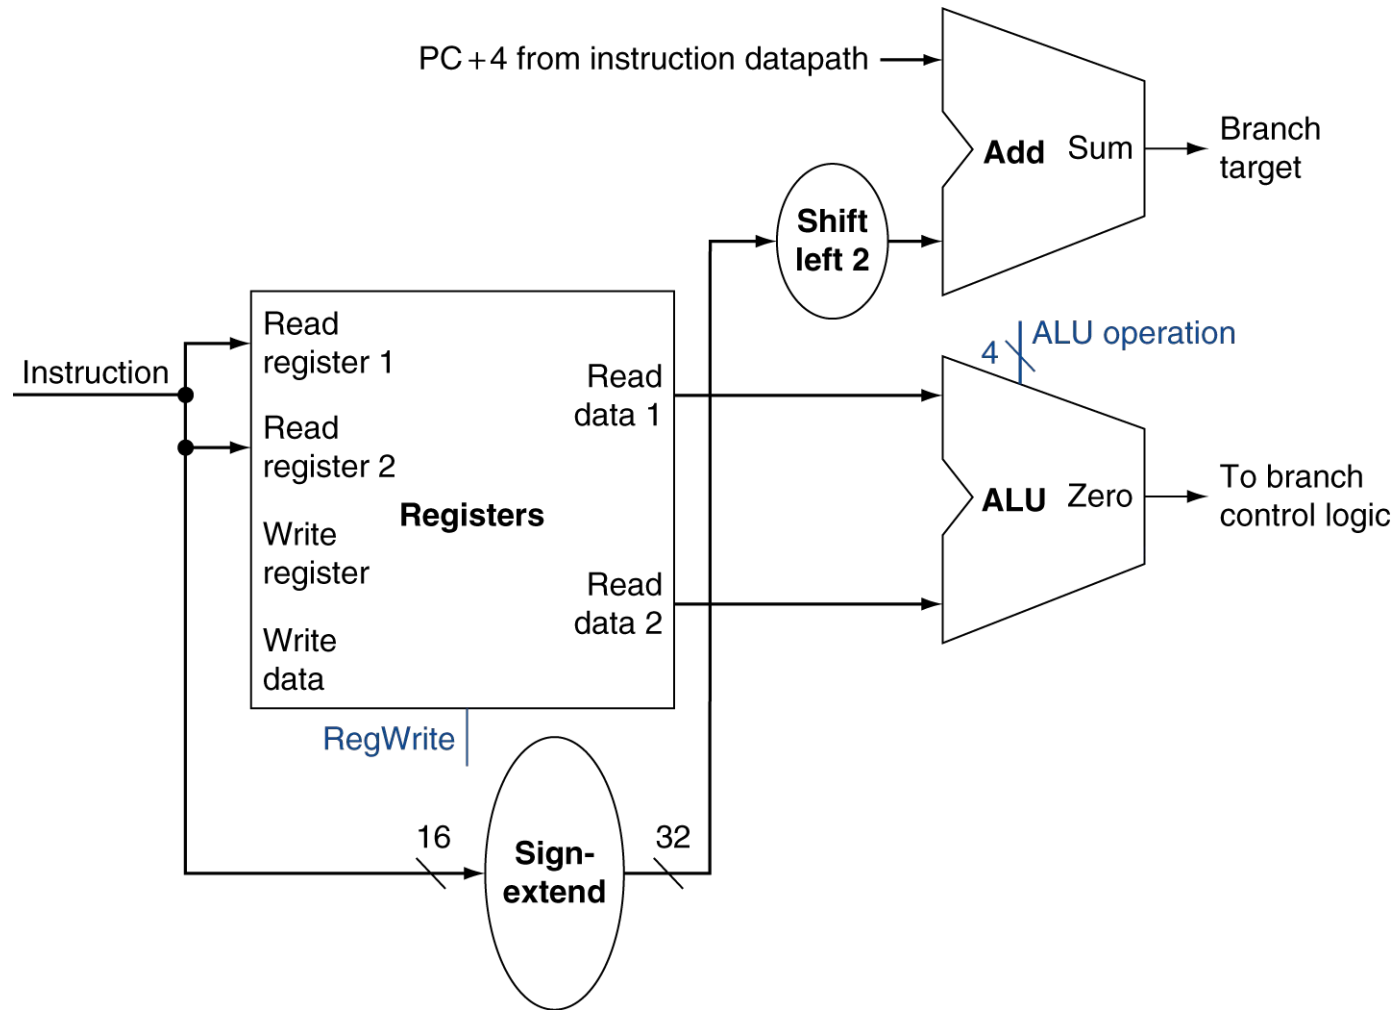 PC+4 from instruction datapath
Add Sum
Branch
target
Shift
left 2
ALU operation
4
Instruction
Read
register 1
Read
data 1
Read
register 2
Registers
ALU Zero
To branch
control logic
Write
register
Read
data 2
Write
data
RegWrite
16
32
Sign-
extend